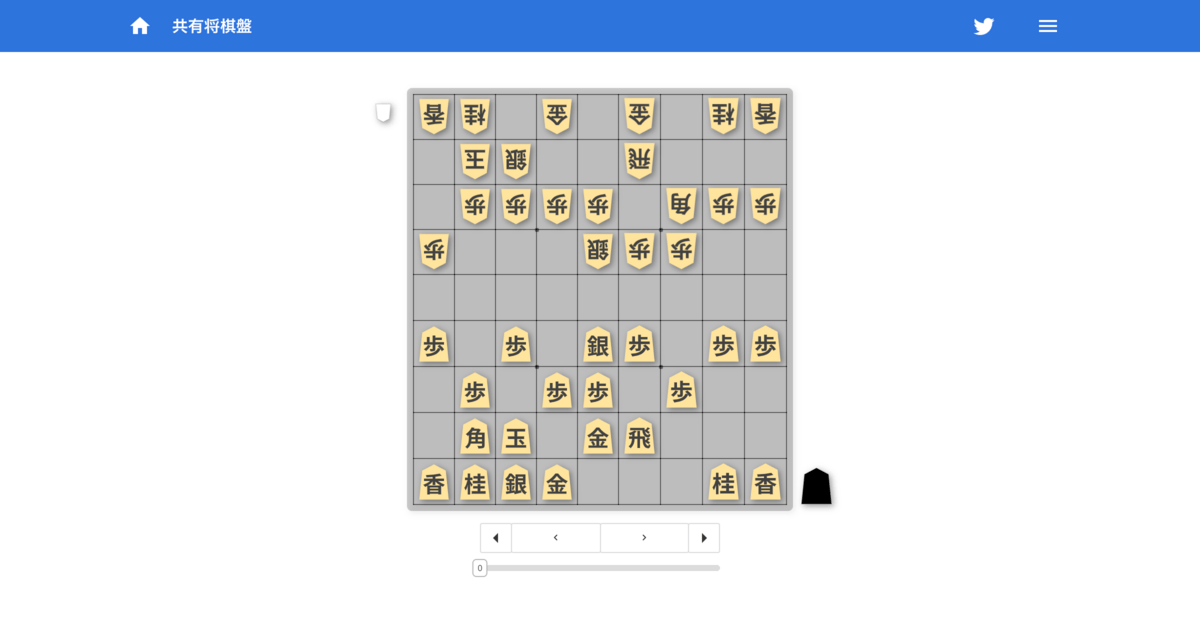 共有将棋盤
香 桂 金 金 桂 香
王 銀 飛
歩 歩 歩 歩 角 歩 歩
歩 銀 歩 歩
歩 歩 銀 歩 歩 歩
歩 歩 歩 歩
角 玉 金 飛
香 桂 銀 金 桂 香
0